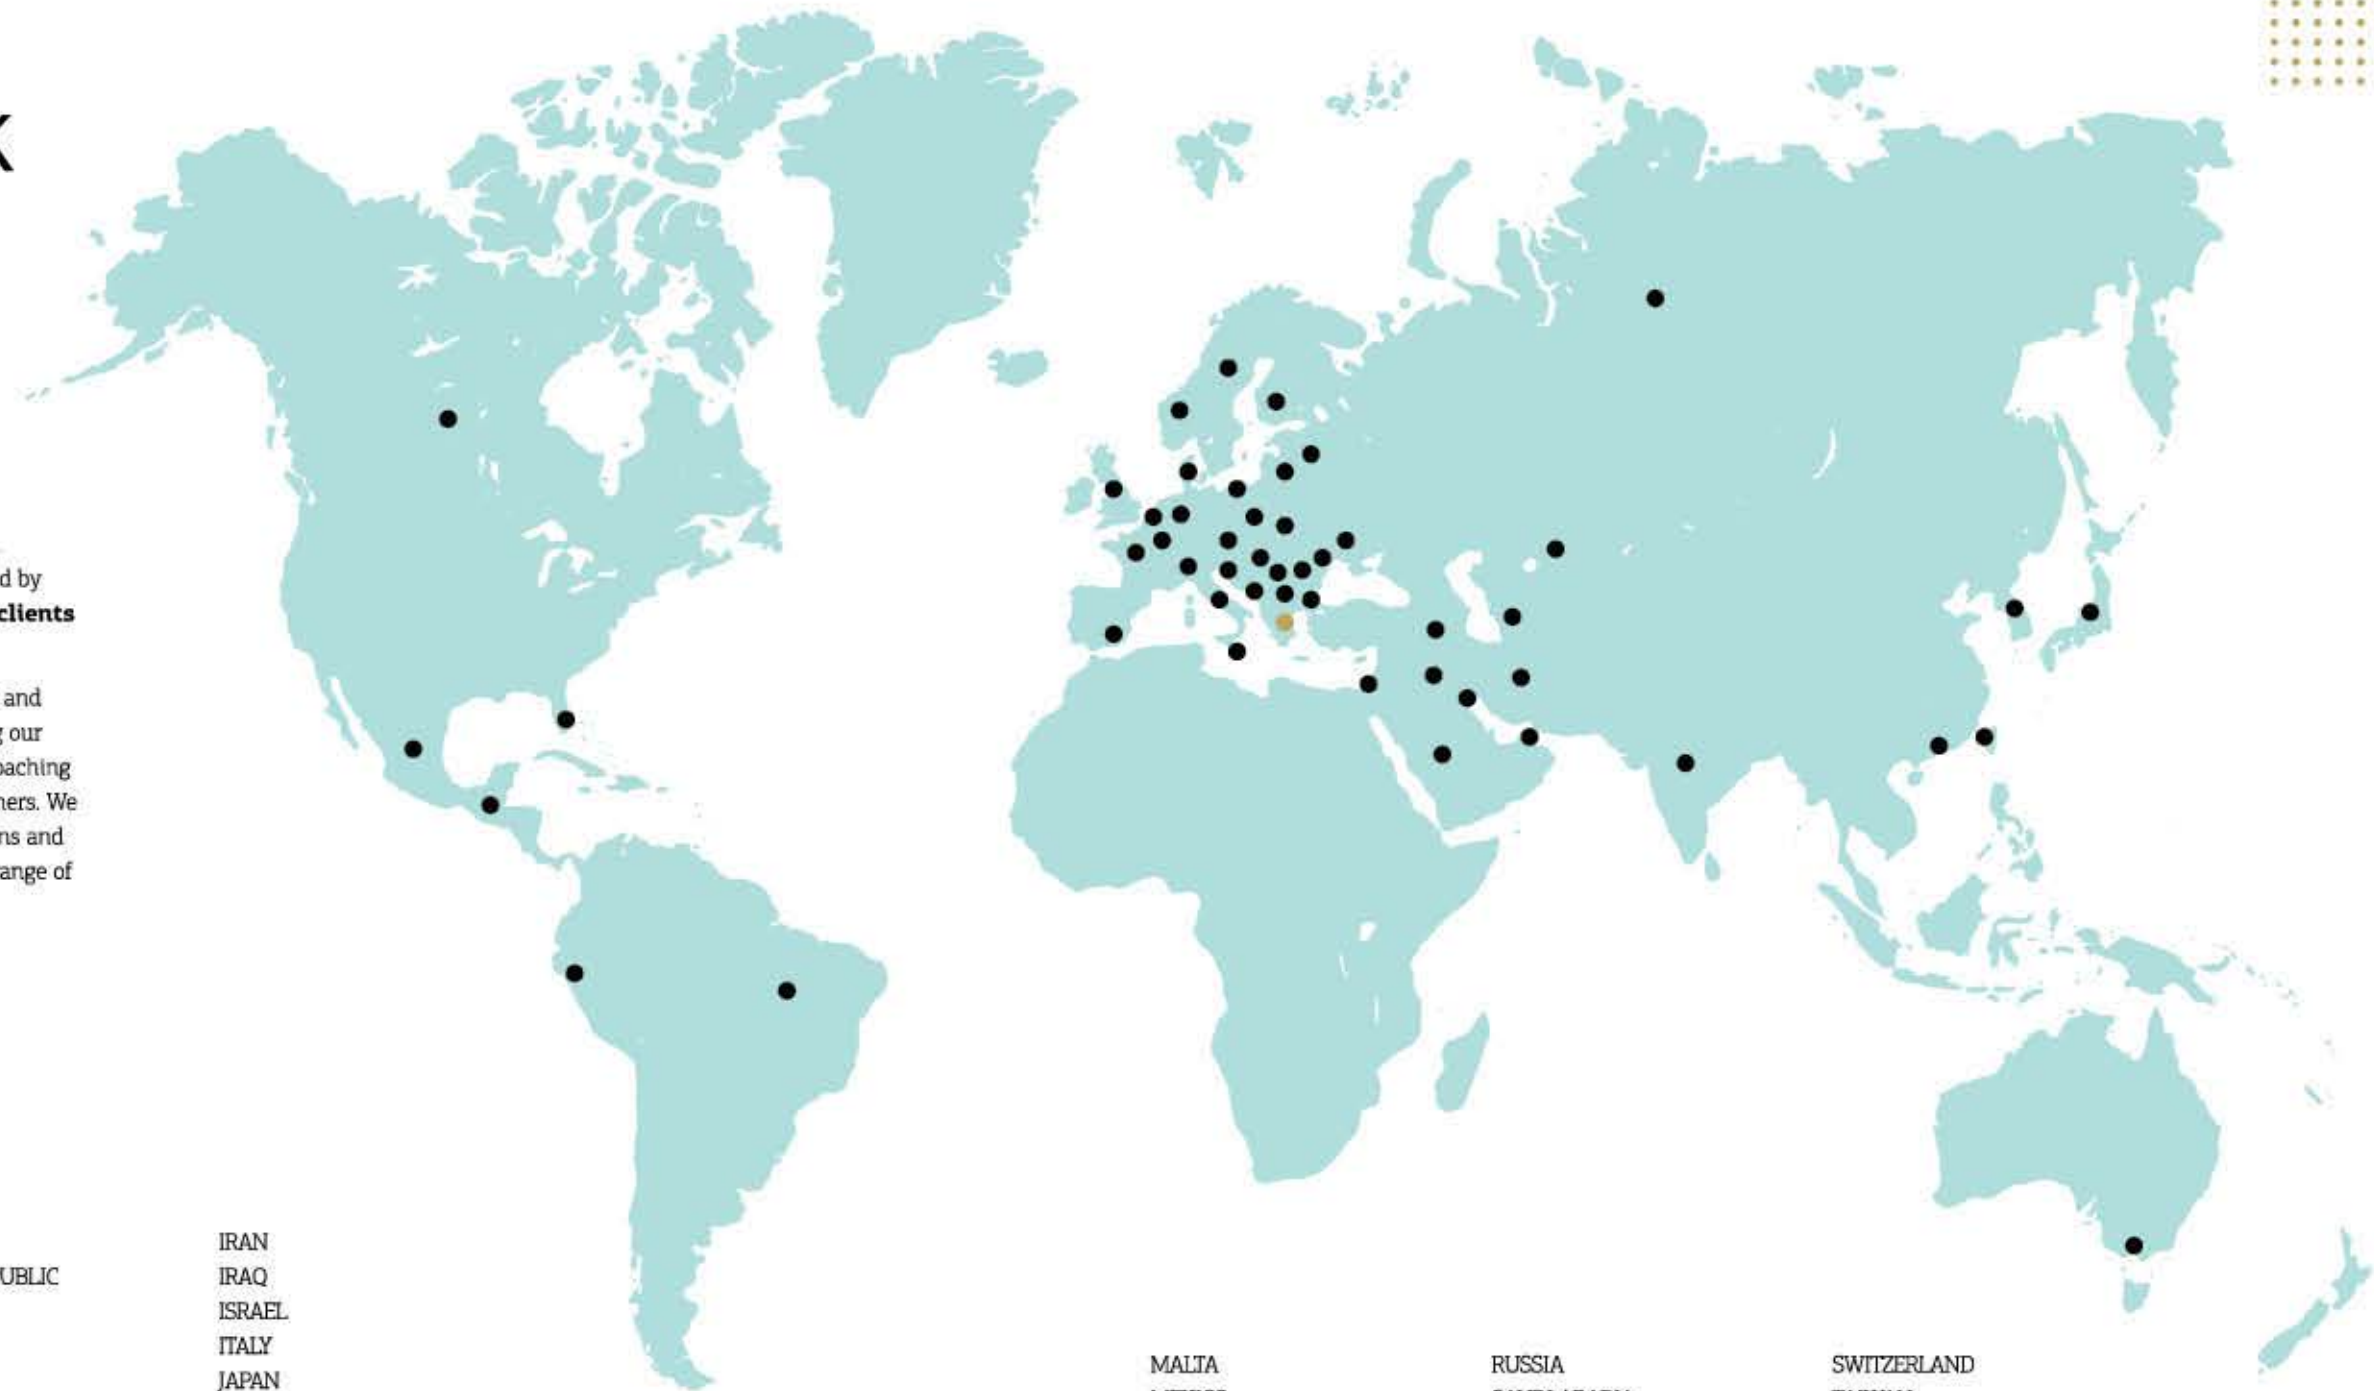 K
d by
clients
and
our
ners. We
ns and
ange of
UBLIC
IRAN
IRAQ
ISRAEL
ITALY
JAPAN
MALTA
RUSSIA
SWITZERLAND